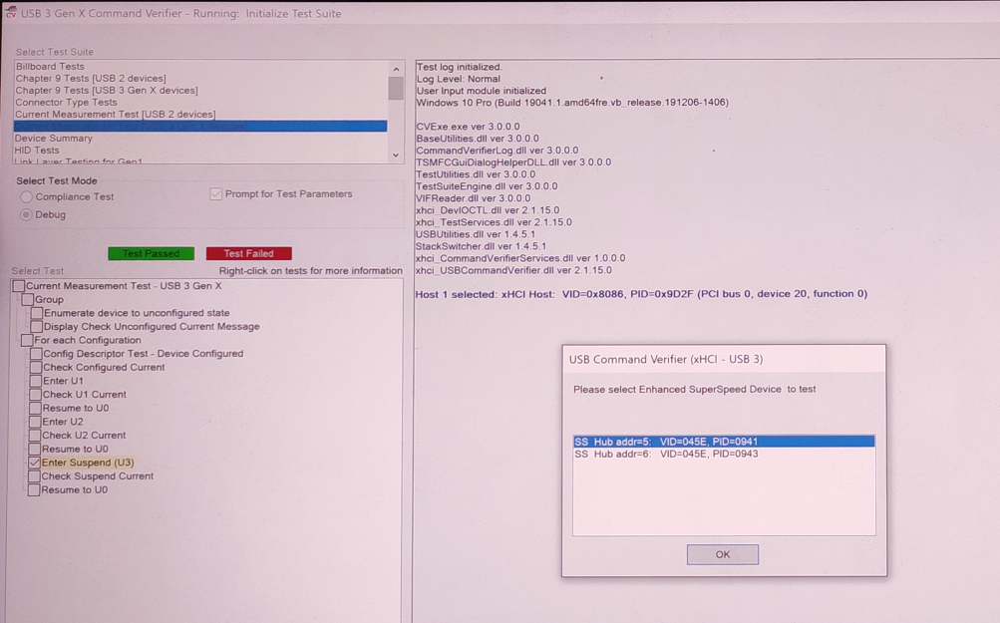 USB 3 Gen X Command Verifier - Running:  Initialize Test Suite
Select Test Suite
Billboard Tests
Chapter 9 Tests [USB 2 devices]
Chapter 9 Tests [USB 3 Gen X devices]
Connector Type Tests
Current Measurement Test [USB 2 devices]
Device Summary
HID Tests
Link Layer Testing for Gen1
Select Test Mode
Compliance Test
Prompt for Test Parameters
Debug
Test Passed
Test Failed
Select Test
Right-click on tests for more information
Current Measurement Test - USB 3 Gen X
Group
Enumerate device to unconfigured state
Display Check Unconfigured Current Message
For each Configuration
Config Descriptor Test - Device Configured
Check Configured Current
Enter U1
Check U1 Current
Resume to U0
Enter U2
Check U2 Current
Resume to U0
Enter Suspend (U3)
Check Suspend Current
Resume to U0
Test log initialized.
Log Level: Normal
User Input module initialized
Windows 10 Pro (Build 19041.1.amd64fre.vb_release.191206-1406)
CVExe.exe ver 3.0.0.0
BaseUtilities.dll ver 3.0.0.0
CommandVerifierLog.dll ver 3.0.0.0
TSMFCGuiDialogHelperDLL.dll ver 3.0.0.0
TestUtilities.dll ver 3.0.0.0
TestSuiteEngine.dll ver 3.0.0.0
VIFReader.dll ver 3.0.0.0
xhci_DevIOCTL.dll ver 2.1.15.0
xhci_TestServices.dll ver 2.1.15.0
USBUtilities.dll ver 1.4.5.1
StackSwitcher.dll ver 1.4.5.1
xhci_CommandVerifierServices.dll ver 1.0.0.0
xhci_USBCommandVerifier.dll ver 2.1.15.0
Host 1 selected: xHCI Host:  VID=0x8086, PID=0x9D2F (PCI bus 0, device 20, function 0)
USB Command Verifier (xHCI - USB 3)
Please select Enhanced SuperSpeed Device  to test
SS  Hub addr=5:   VID=045E, PID=0941
SS  Hub addr=6:   VID=045E, PID=0943
OK